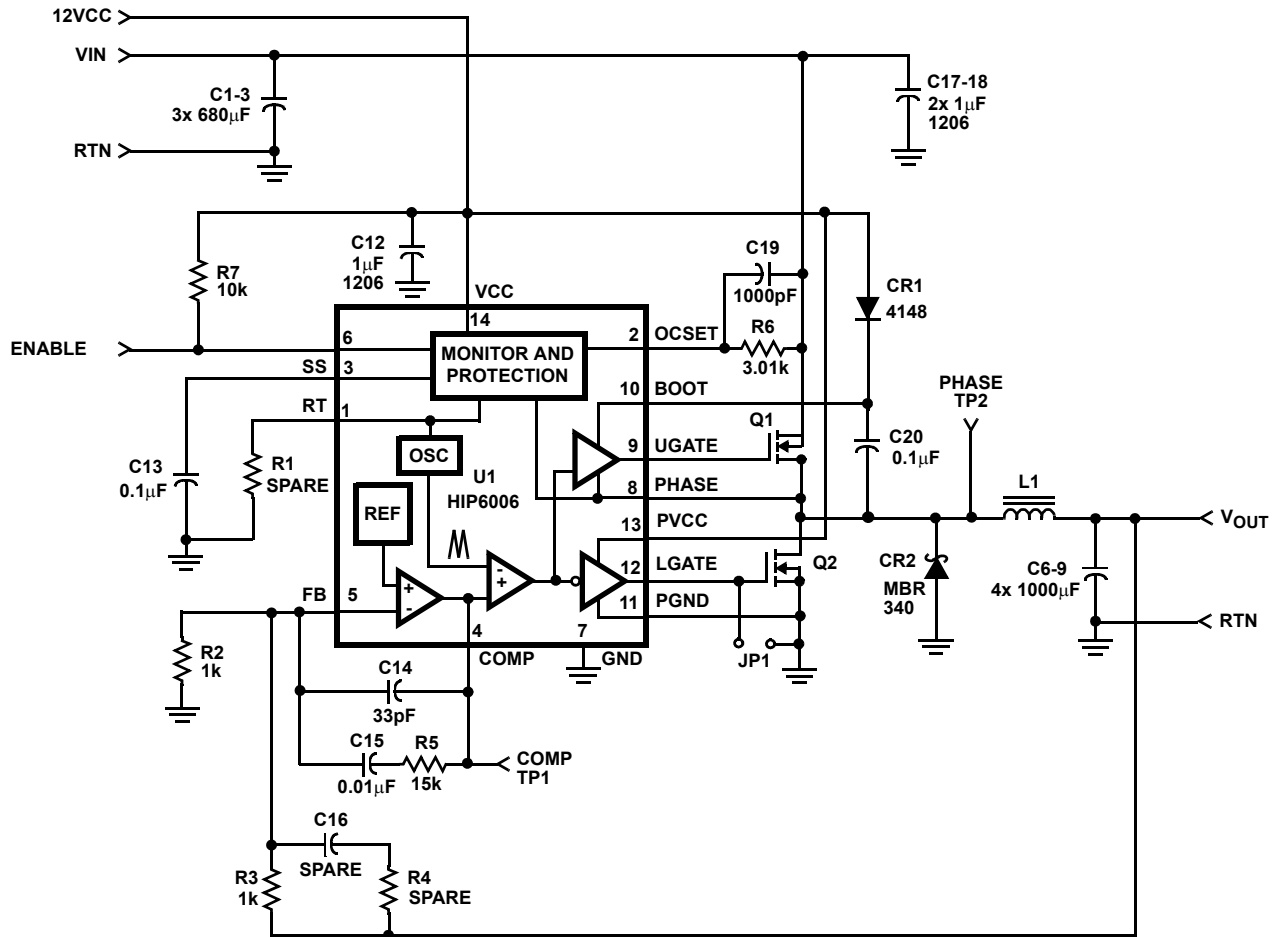 12VCC
VIN
C1-3
3x 680μF
RTN
C17-18
2x 1μF
1206
C12
1μF
1206
R7
10k
VCC
14
C19
1000pF
CR1
4148
ENABLE
6
MONITOR AND
PROTECTION
2
OCSET
R6
3.01k
SS
3
10
BOOT
PHASE
TP2
RT
1
Q1
OSC
9
UGATE
C20
0.1μF
C13
0.1μF
R1
SPARE
U1
HIP6006
8
PHASE
L1
REF
13
PVCC
VOUT
-
+
12
LGATE
Q2
CR2
MBR
340
C6-9
4x 1000μF
FB
5
+
-
11
PGND
RTN
4
COMP
7
GND
JP1
R2
1k
C14
33pF
C15
0.01μF
R5
15k
COMP
TP1
C16
SPARE
R3
1k
R4
SPARE